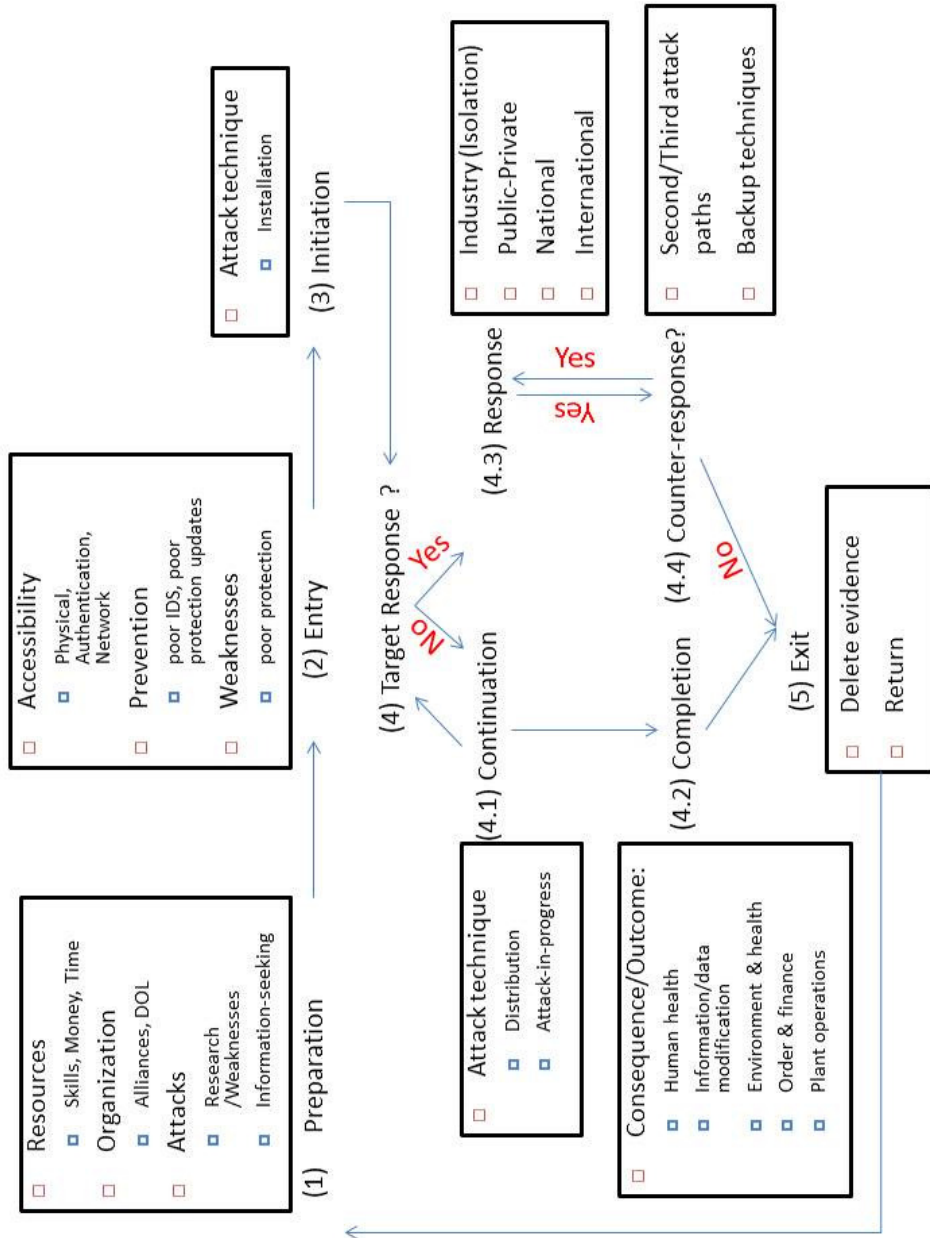 Resources
Skills, Money, Time
Organization
Alliances, DOL
Attacks
Research
/Weaknesses
Information-seeking
(1) Preparation
Accessibility
Physical,
Authentication,
Network
Prevention
poor IDS, poor
protection updates
Weaknesses
poor protection
(2) Entry
Attack technique
Installation
(3) Initiation
(4) Target Response ?
No
Yes
Attack technique
Distribution
Attack-in-progress
(4.1) Continuation
(4.3) Response
Industry (Isolation)
Public-Private
National
International
Yes
Yes
Consequence/Outcome:
Human health
Information/data
modification
Environment & health
Order & finance
Plant operations
(4.2) Completion
(4.4) Counter-response?
Second/Third attack
paths
Backup techniques
No
(5) Exit
Delete evidence
Return